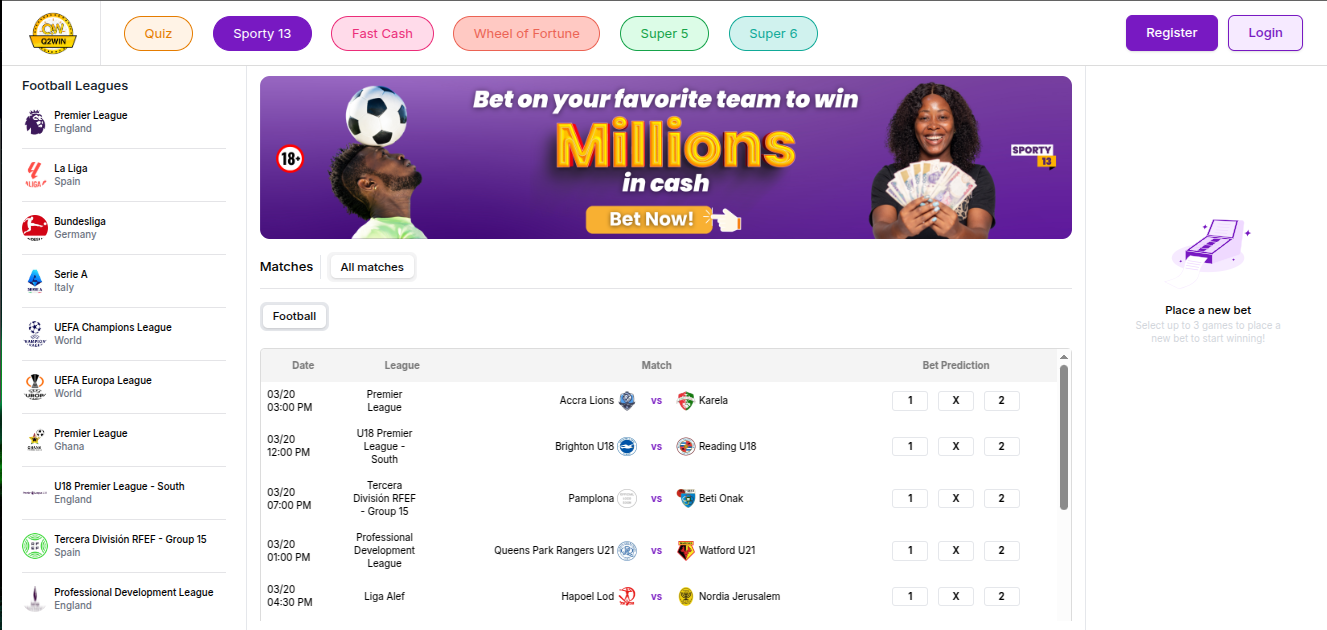 QW
Q2WIN
Quiz
Sporty 13
Fast Cash
Wheel of Fortune
Super 5
Super 6
Register
Login
Football Leagues
Premier League
England
La Liga
Spain
Bundesliga
Germany
Serie A
Italy
UEFA Champions League
World
UEFA Europa League
World
Premier League
Ghana
U18 Premier League - South
England
Tercera División RFEF - Group 15
Spain
Professional Development League
England
18+
Bet on your favorite team to win
Millions
in cash
Bet Now!
SPORTY
13
Matches
All matches
Football
Date League Match Bet Prediction
03/20
03:00 PM
Premier
League
Accra Lions vs Karela
1 X 2
03/20
12:00 PM
U18 Premier
League -
South
Brighton U18 vs Reading U18
1 X 2
03/20
07:00 PM
Tercera
División RFEF
- Group 15
Pamplona vs Beti Onak
1 X 2
03/20
01:00 PM
Professional
Development
League
Queens Park Rangers U21 vs Watford U21
1 X 2
03/20
04:30 PM
Liga Alef
Hapoel Lod vs Nordia Jerusalem
1 X 2
Place a new bet
Select up to 3 games to place a
new bet to start winning!